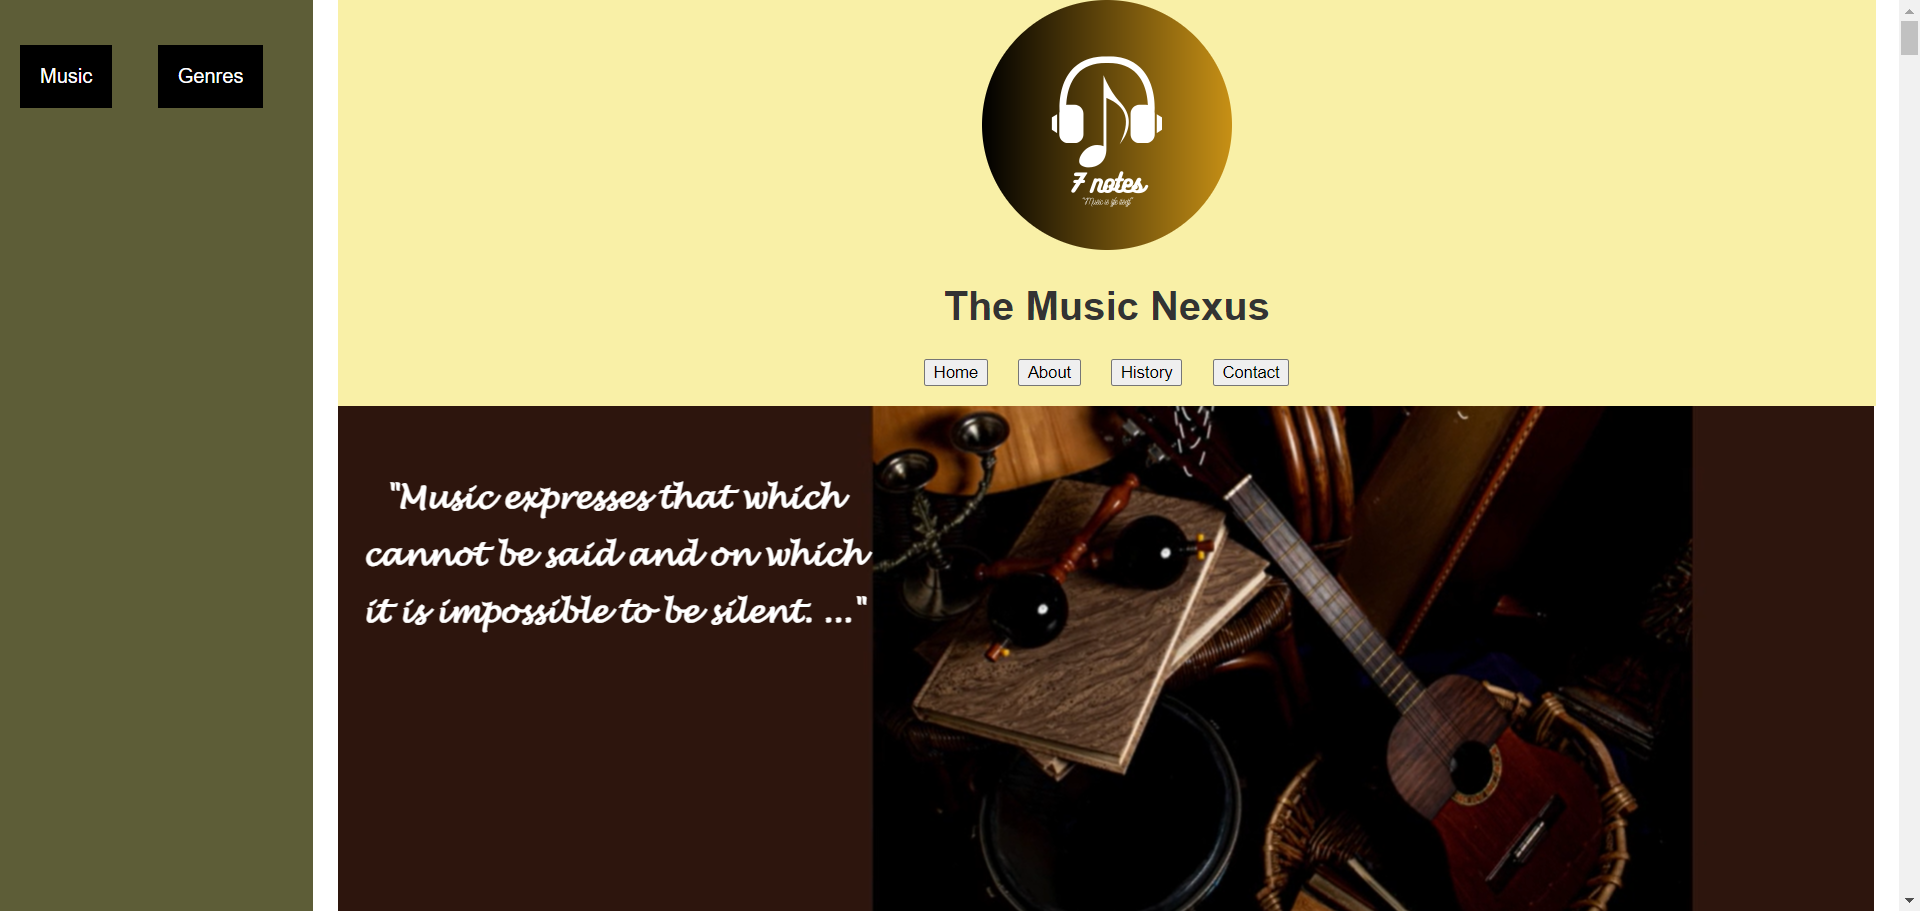 Music
Genres
7 notes
The Music Nexus
Home
About
History
Contact
"Music expresses that which
cannot be said and on which
it is impossible to be silent. ..."